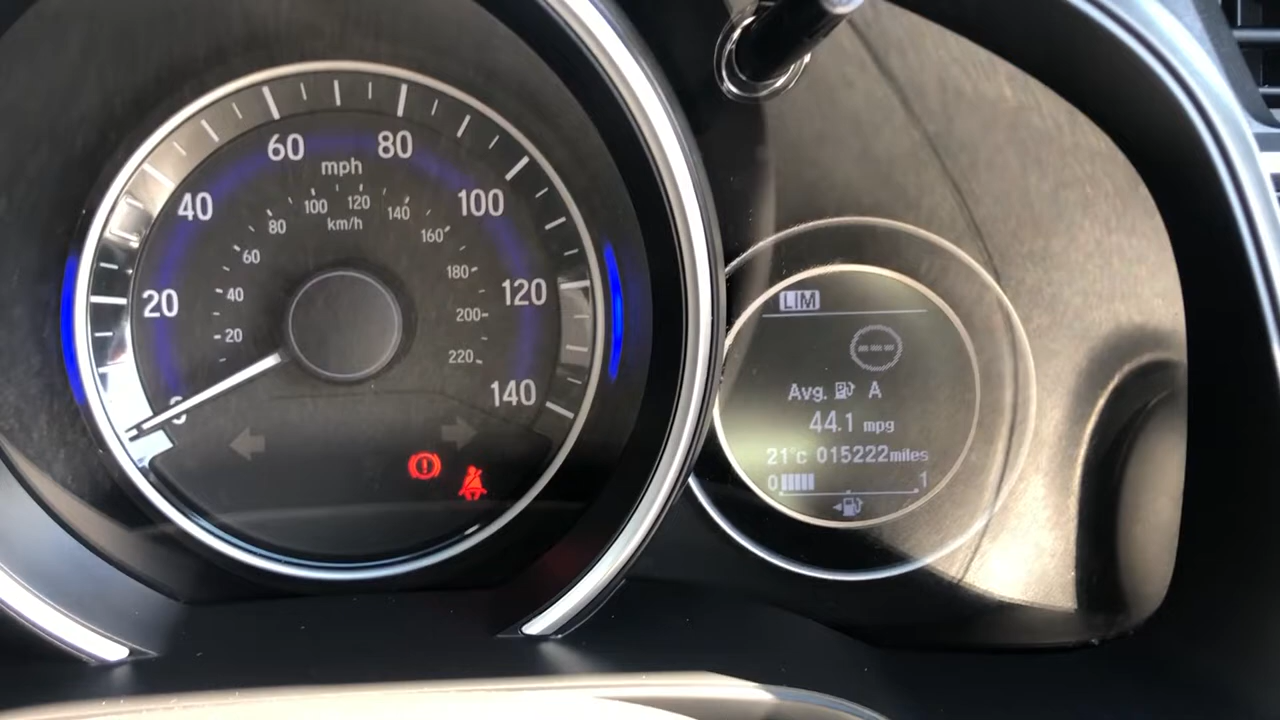 60 80
mph
40 100
100 120
80 140
km/h
60 160
20 120
40 180
20 200
220
0 140
LIM
Avg. A
44.1 mpg
21°c 015222miles
0 1